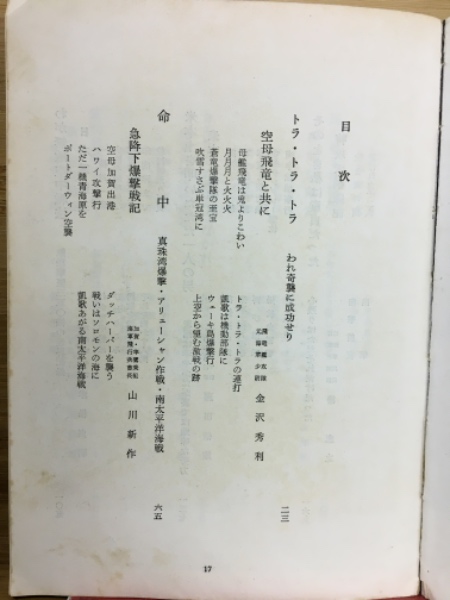 目次
トラ・トラ・トラ　われ奇襲に成功せり
空母飛竜と共に
金沢秀利　二三
母艦飛竜は鬼よりこわい
月月月と火火火
蒼竜爆撃隊の至宝
吹雪すさぶ単冠湾に
トラ・トラ・トラの連打
凱歌は機動部隊に
ウェーキ島爆撃行
上空から望む激戦の跡
命中　真珠湾爆撃・アリューシャン作戦・南太平洋海戦
急降下爆撃戦記
山川新作　六五
空母加賀出港
ハワイ攻撃行
ただ一機青海原を
ポートダーウィン空襲
ダッチハーバーを襲う
戦いはソロモンの海に
凱歌あがる南太平洋海戦
17